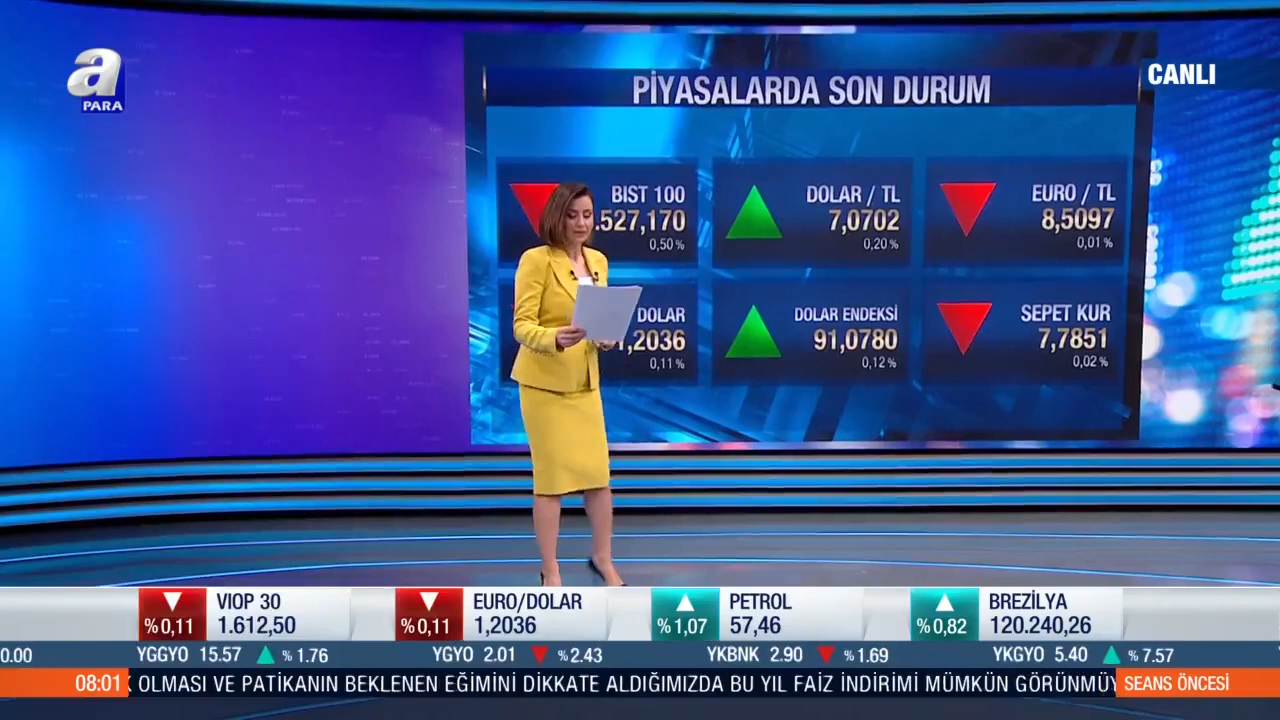 a
PARA
CANLI
PİYASALARDA SON DURUM
BIST 100
.527,170
0,50 %
DOLAR / TL
7,0702
0,20 %
EURO / TL
8,5097
0,01 %
DOLAR
1,2036
0,11 %
DOLAR ENDEKSİ
91,0780
0,12 %
SEPET KUR
7,7851
0,02 %
% 0,11 VIOP 30 1.612,50
% 0,11 EURO/DOLAR 1,2036
% 1,07 PETROL 57,46
% 0,82 BREZİLYA 120.240,26
0.00 YGGYO 15.57 % 1.76 YGYO 2.01 % 2.43 YKBNK 2.90 % 1.69 YKGYO 5.40 % 7.57
08:01 K OLMASI VE PATİKANIN BEKLENEN EĞİMİNİ DİKKATE ALDIĞIMIZDA BU YIL FAİZ İNDİRİMİ MÜMKÜN GÖRÜNMÜY SEANS ÖNCESİ